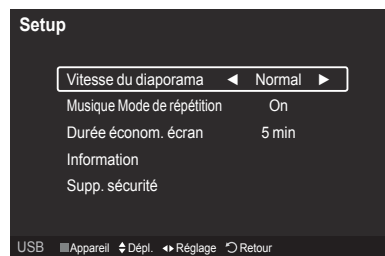 Setup
Vitesse du diaporama ◀ Normal ▶
Musique Mode de répétition On
Durée économ. écran 5 min
Information
Supp. sécurité
USB Appareil Dépl. Réglage Retour